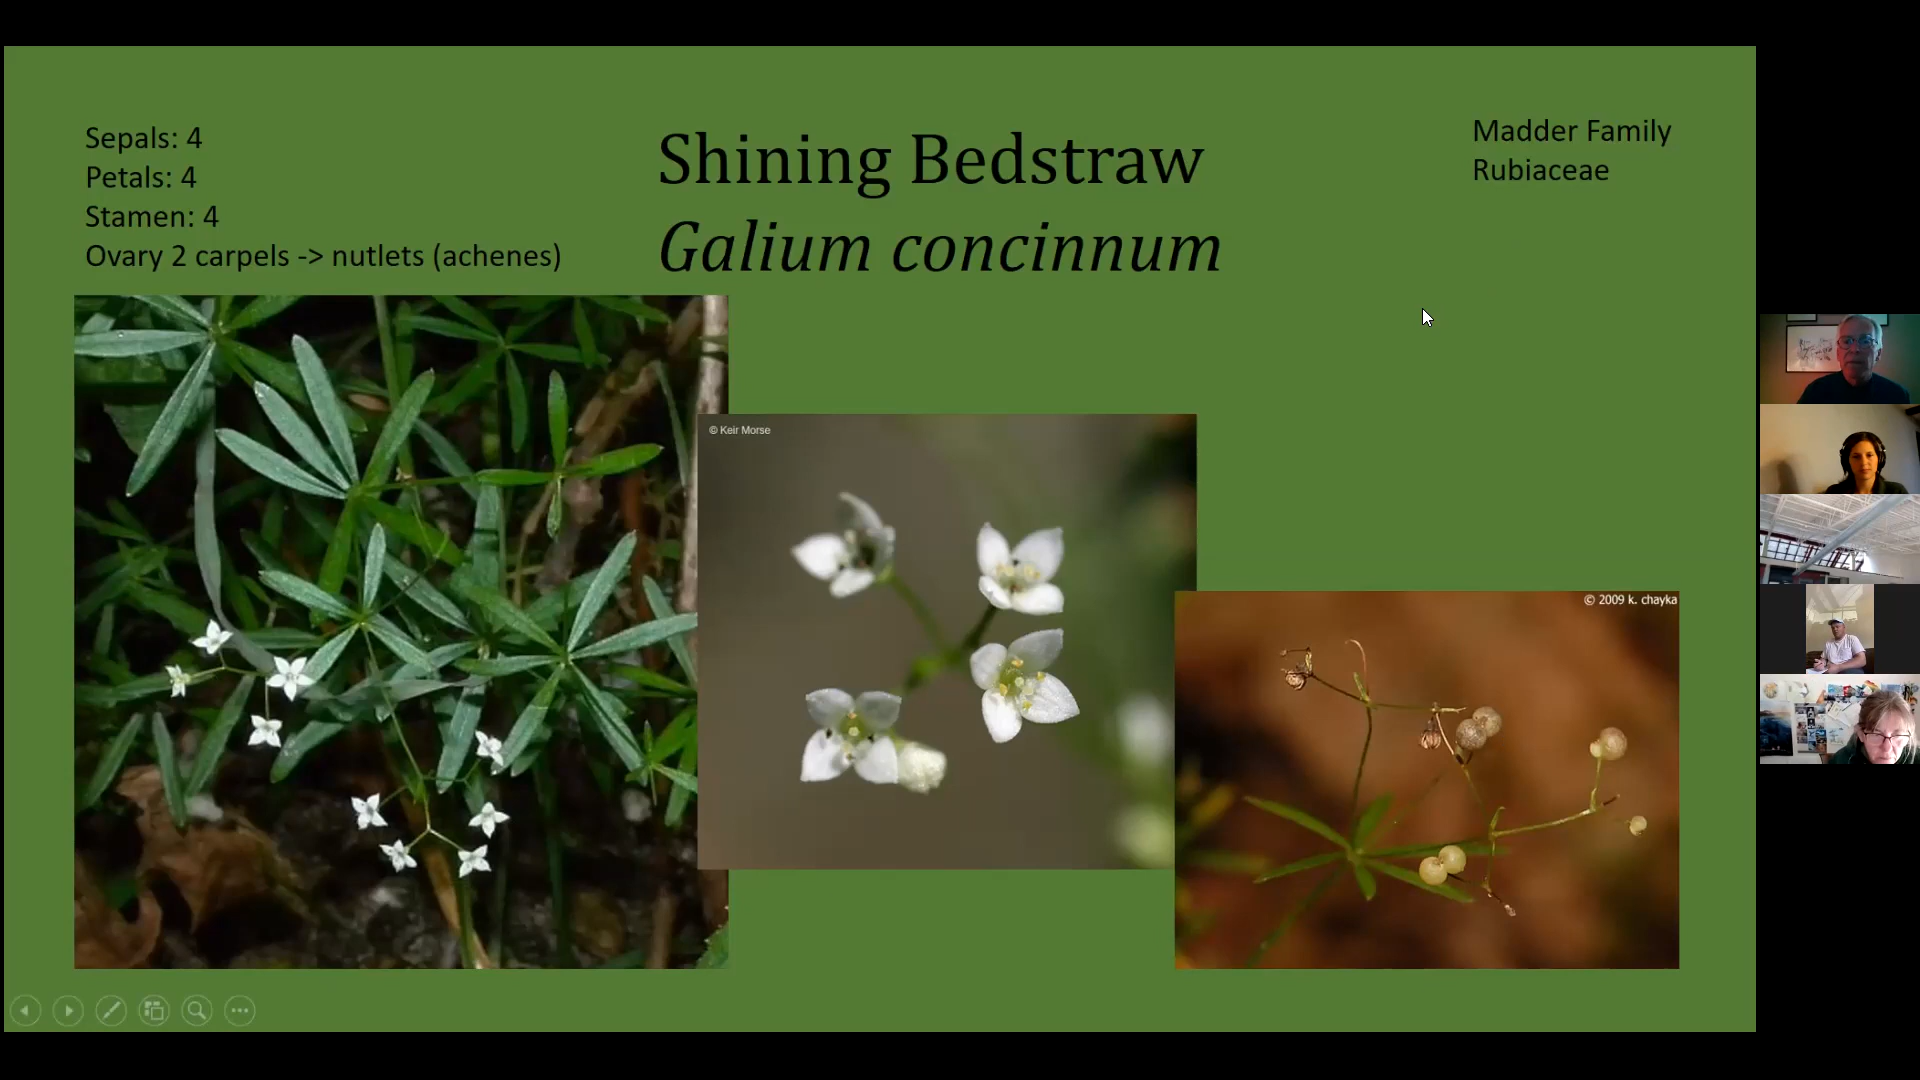 Sepals: 4
Petals: 4
Stamen: 4
Ovary 2 carpels -> nutlets (achenes)
Shining Bedstraw
Galium concinnum
Madder Family
Rubiaceae
© Keir Morse
© 2009 k. chayka